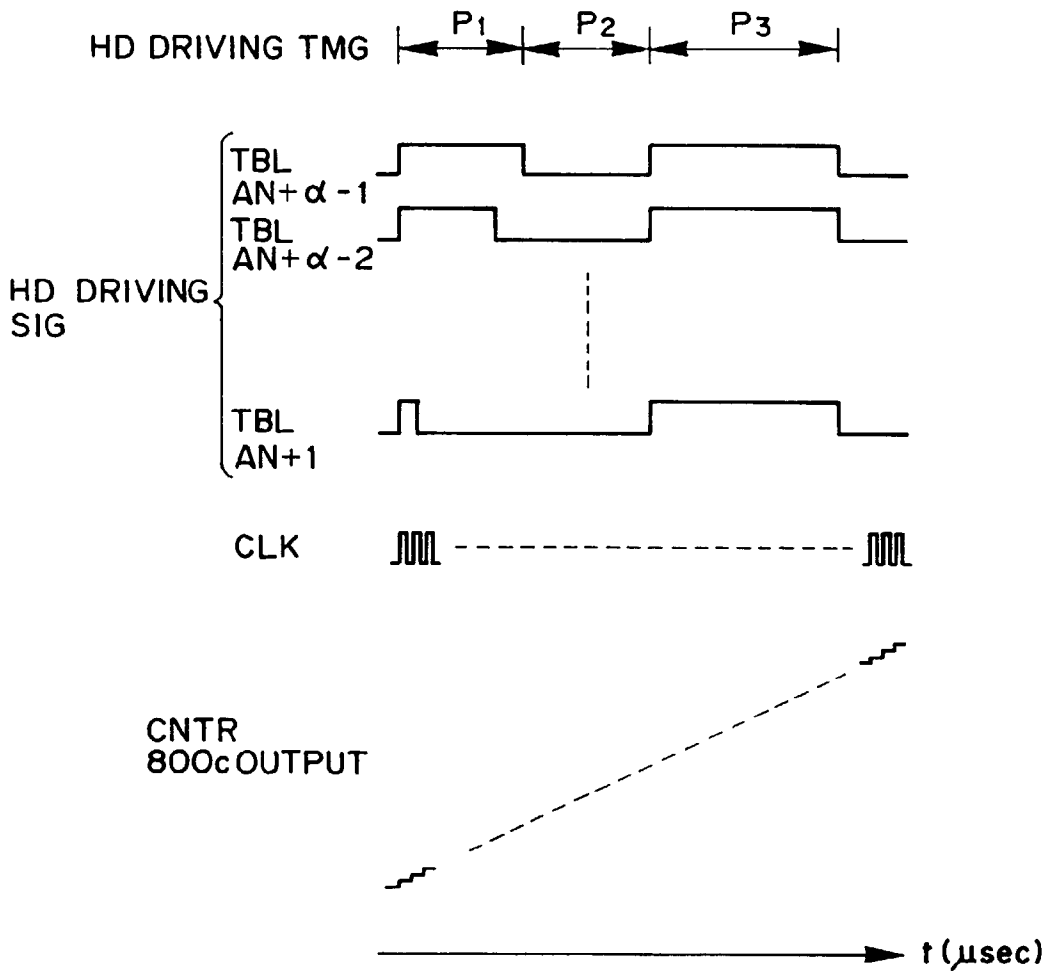 P1 P2 P3
HD DRIVING TMG
TBL
AN+α-1
TBL
AN+α-2
HD DRIVING
SIG
TBL
AN+1
CLK
CNTR
800c OUTPUT
t (μsec)